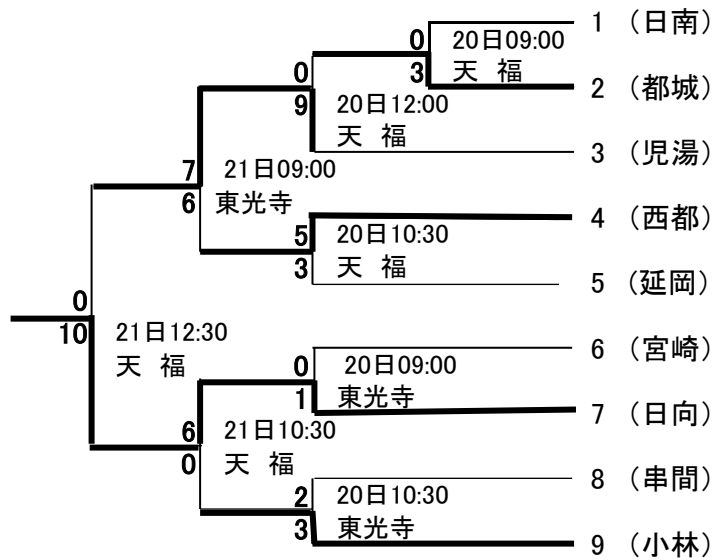 0 20日09:00 1 (日南)
3 天 福
0 2 (都城)
9 20日12:00
天 福
3 (児湯)
7 21日09:00
6 東光寺
4 (西都)
5 20日10:30
3 天 福
5 (延岡)
0
10 21日12:30
天 福
6 (宮崎)
0 20日09:00
1 東光寺
7 (日向)
6 21日10:30
0 天 福
8 (串間)
2 20日10:30
3 東光寺
9 (小林)